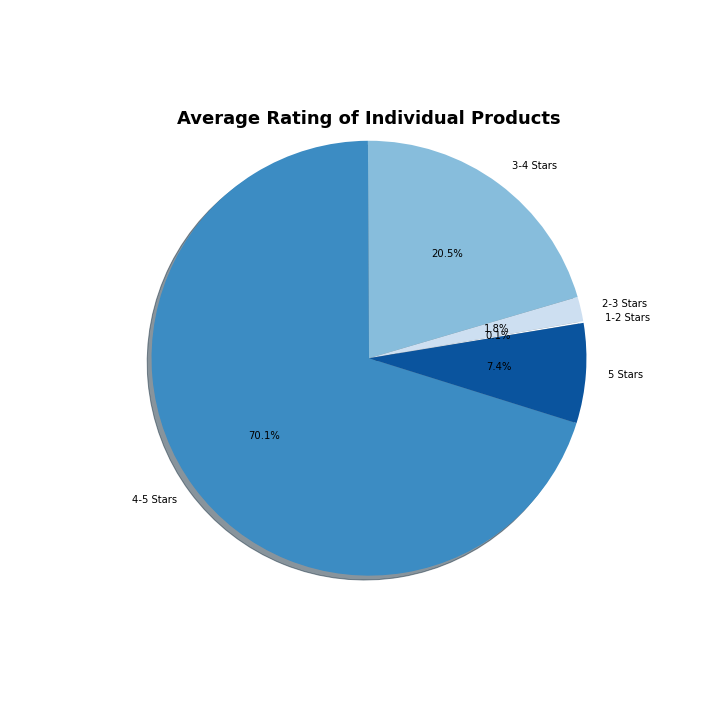 Average Rating of Individual Products
3-4 Stars
20.5%
2-3 Stars
1.8%
1-2 Stars
0.1%
5 Stars
7.4%
70.1%
4-5 Stars